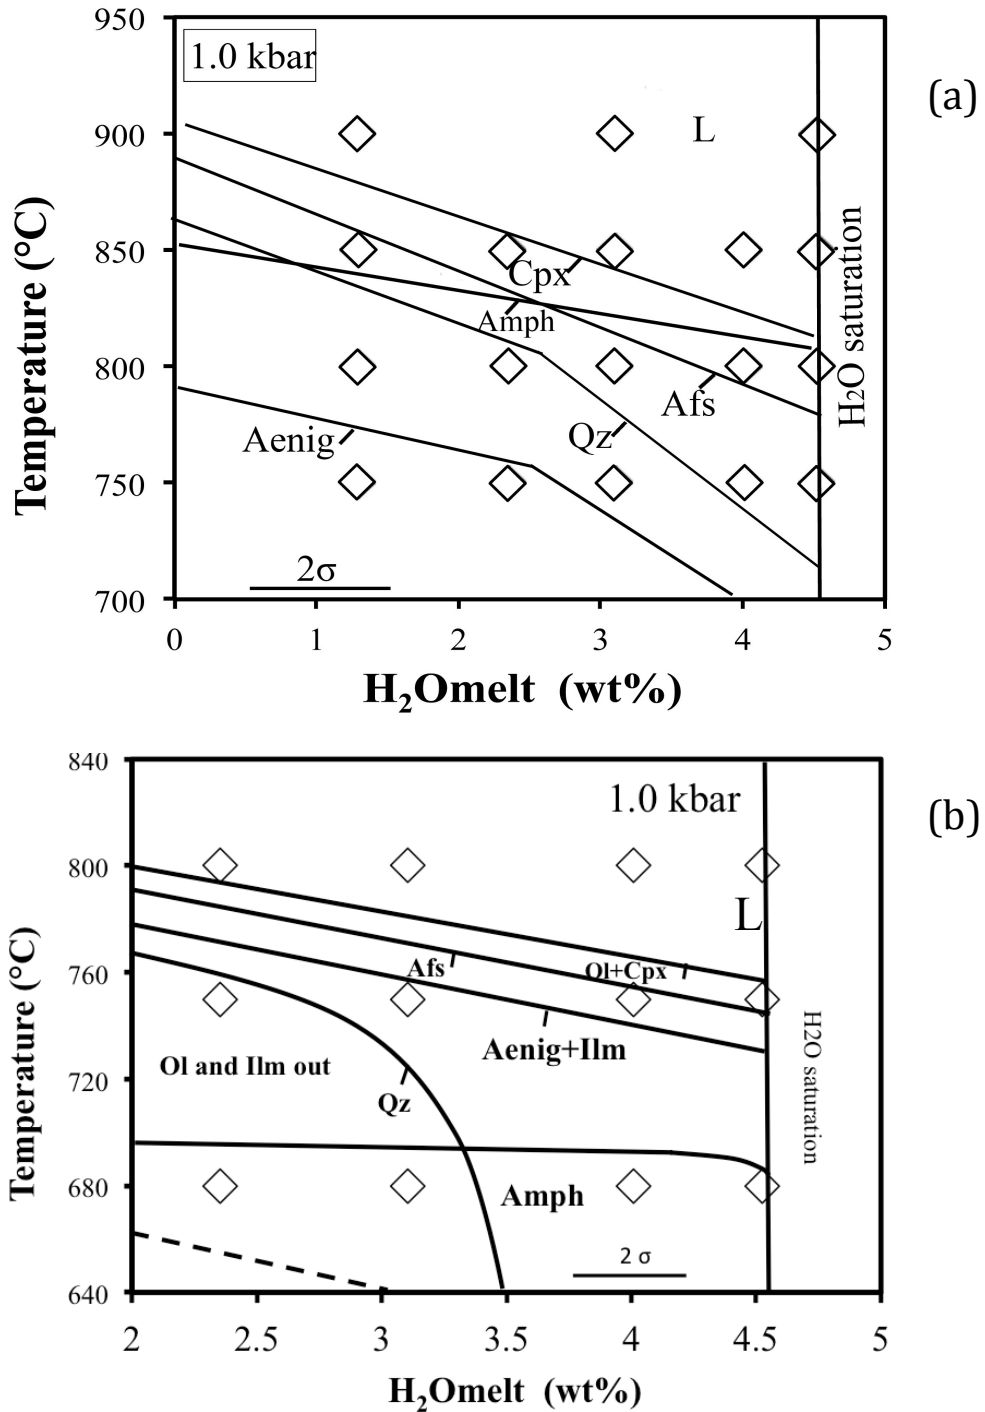 (a)
1.0 kbar
Temperature (°C)
950
900
850
800
750
700
L
Cpx
Amph
Afs
Qz
Aenig
2σ
H2O saturation
0 1 2 3 4 5
H₂Omelt (wt%)
(b)
1.0 kbar
Temperature (°C)
840
800
760
720
680
640
L
Afs
Ol+Cpx
Aenig+Ilm
Ol and Ilm out
Qz
Amph
2 σ
H2O saturation
2 2.5 3 3.5 4 4.5 5
H₂Omelt (wt%)